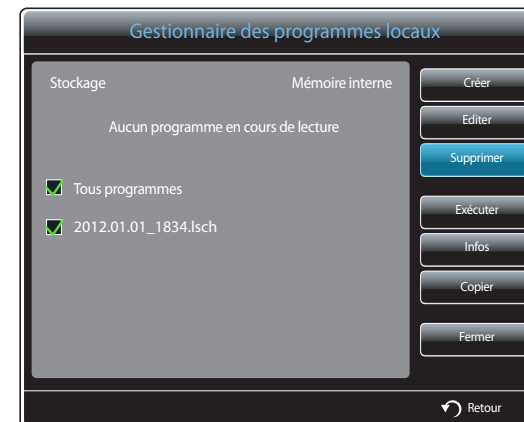 Gestionnaire des programmes locaux
Stockage Mémoire interne
Aucun programme en cours de lecture
Tous programmes
2012.01.01_1834.lsch
Créer
Editer
Supprimer
Exécuter
Infos
Copier
Fermer
Retour